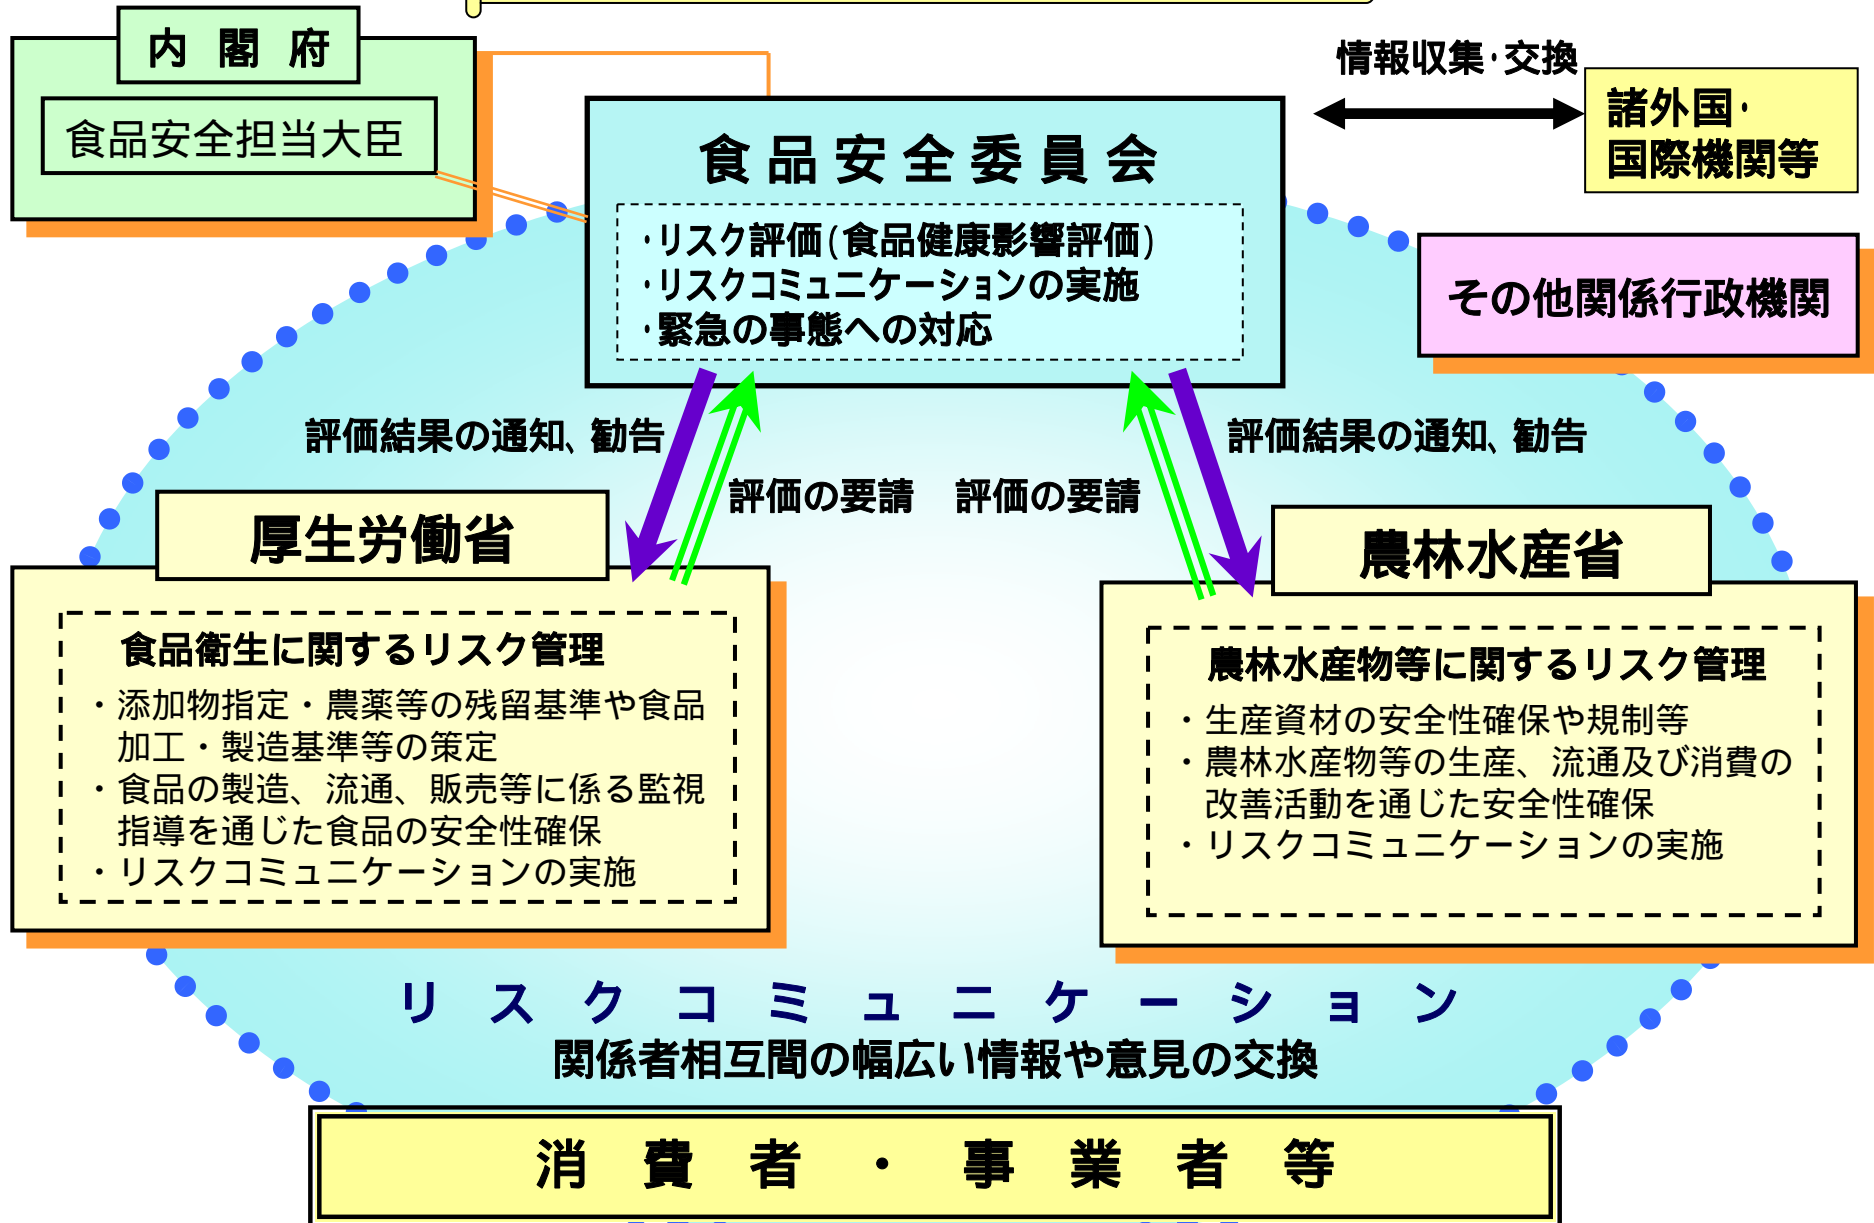 内 閣 府
食品安全担当大臣
情報収集・交換
諸外国・
国際機関等
食品安全委員会
・リスク評価(食品健康影響評価)
・リスクコミュニケーションの実施
・緊急の事態への対応
その他関係行政機関
評価結果の通知、勧告
評価の要請
評価の要請
評価結果の通知、勧告
厚生労働省
食品衛生に関するリスク管理
・添加物指定・農薬等の残留基準や食品
加工・製造基準等の策定
・食品の製造、流通、販売等に係る監視
指導を通じた食品の安全性確保
・リスクコミュニケーションの実施
農林水産省
農林水産物等に関するリスク管理
・生産資材の安全性確保や規制等
・農林水産物等の生産、流通及び消費の
改善活動を通じた安全性確保
・リスクコミュニケーションの実施
リスクコミュニケーション
関係者相互間の幅広い情報や意見の交換
消費者・事業者等